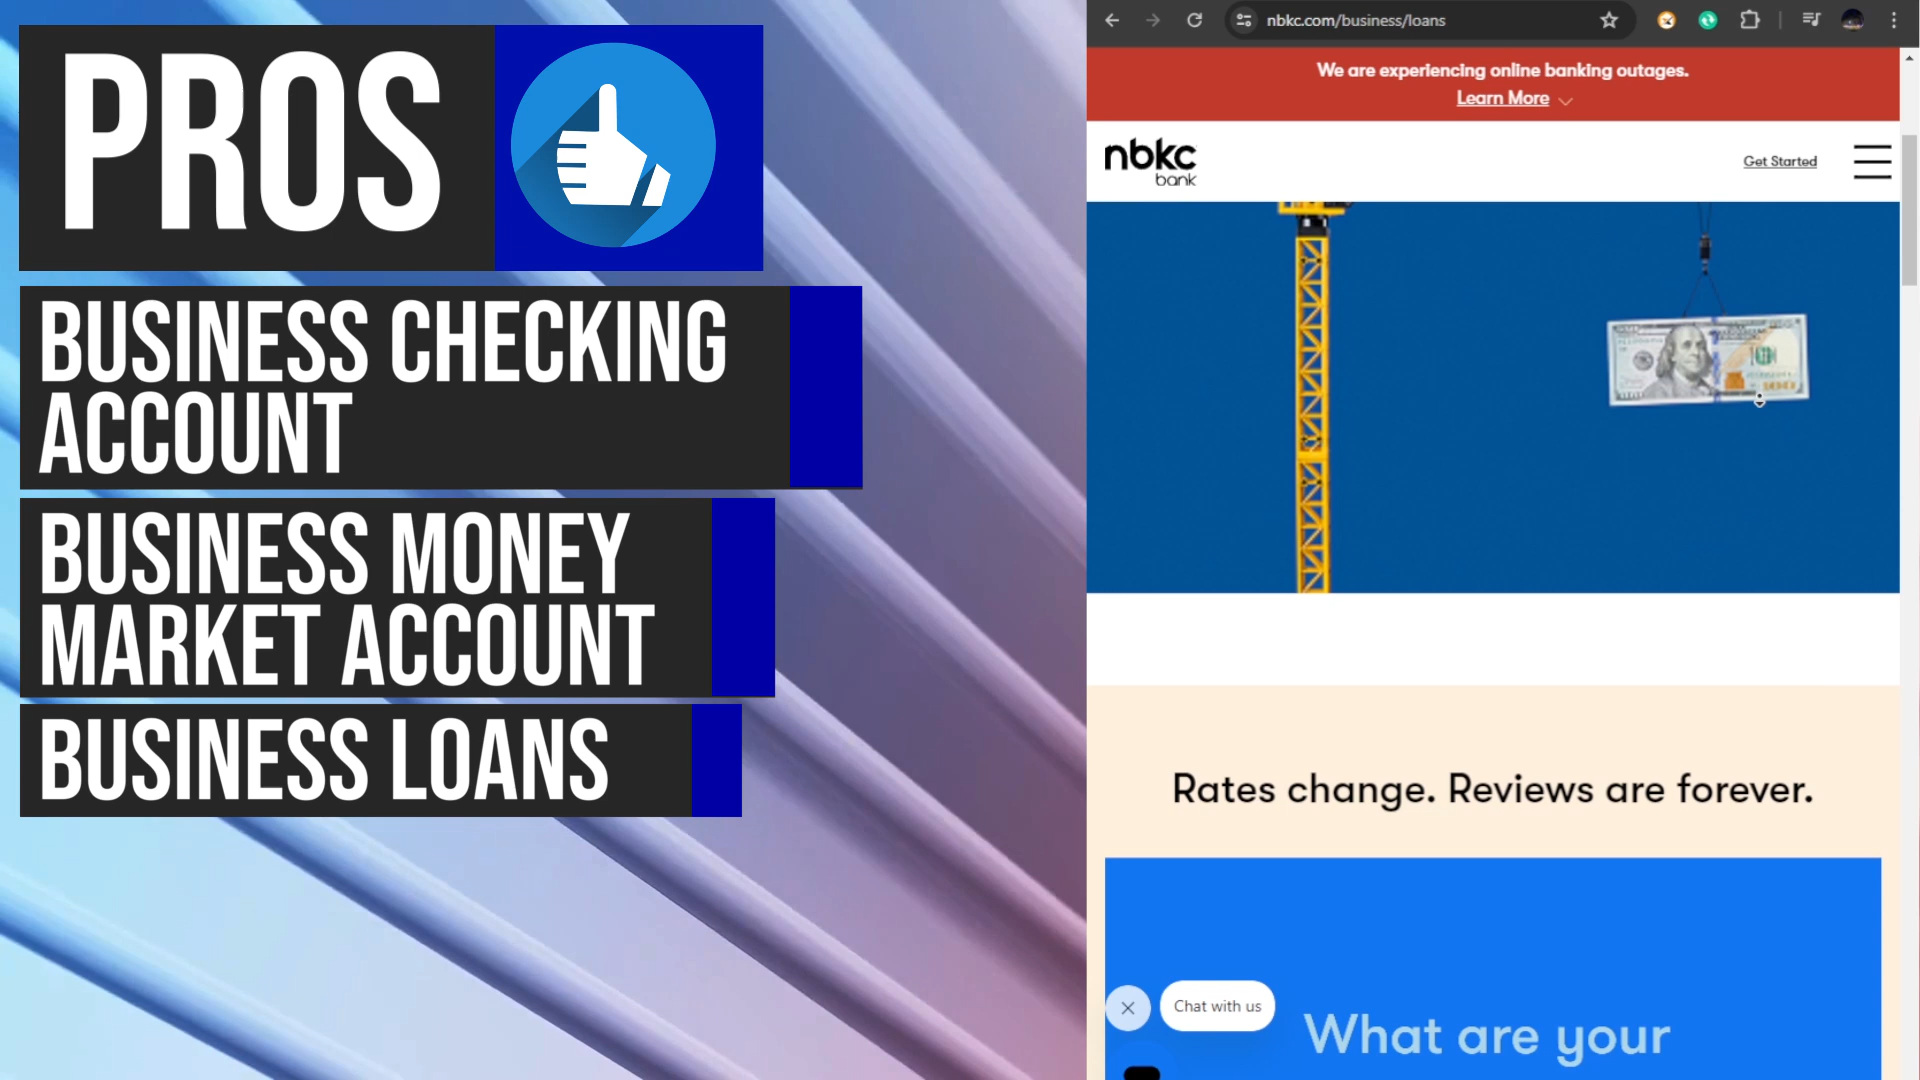 PROS
BUSINESS CHECKING
ACCOUNT
BUSINESS MONEY
MARKET ACCOUNT
BUSINESS LOANS
nbkc.com/business/loans
We are experiencing online banking outages.
Learn More
nbkc
bank
Get Started
Rates change. Reviews are forever.
What are your
Chat with us